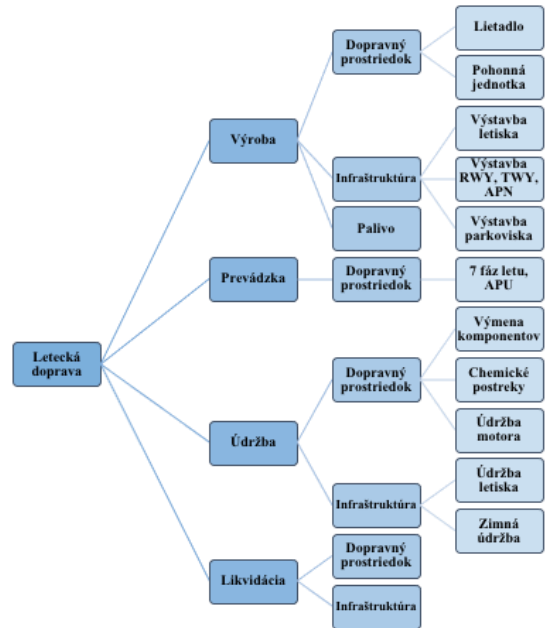 Letecká
doprava
Výroba
Dopravný
prostriedok
Lietadlo
Pohonná
jednotka
Infraštruktúra
Výstavba
letiska
Výstavba
RWY, TWY,
APN
Výstavba
parkoviska
Palivo
Prevádzka
Dopravný
prostriedok
7 fáz letu,
APU
Údržba
Dopravný
prostriedok
Výmena
komponentov
Chemické
postreky
Údržba
motora
Infraštruktúra
Údržba
letiska
Zimná
údržba
Likvidácia
Dopravný
prostriedok
Infraštruktúra